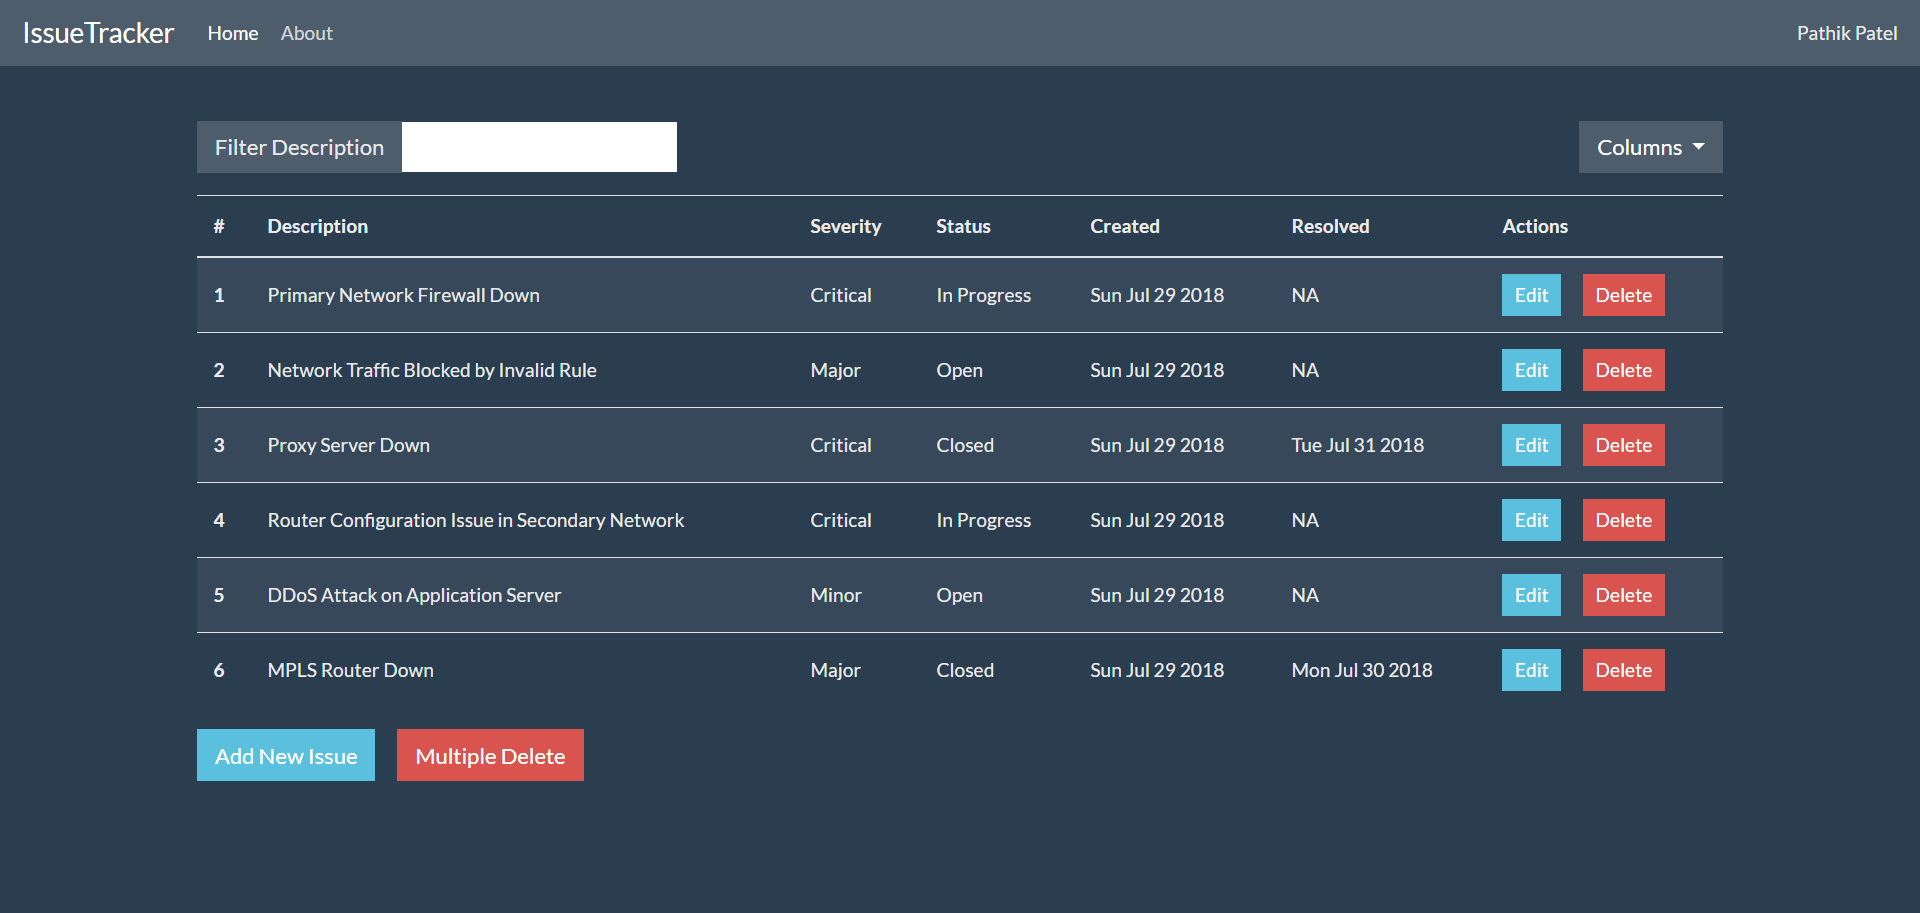 IssueTracker Home About Pathik Patel
Filter Description Columns
# Description Severity Status Created Resolved Actions
1 Primary Network Firewall Down Critical In Progress Sun Jul 29 2018 NA Edit Delete
2 Network Traffic Blocked by Invalid Rule Major Open Sun Jul 29 2018 NA Edit Delete
3 Proxy Server Down Critical Closed Sun Jul 29 2018 Tue Jul 31 2018 Edit Delete
4 Router Configuration Issue in Secondary Network Critical In Progress Sun Jul 29 2018 NA Edit Delete
5 DDoS Attack on Application Server Minor Open Sun Jul 29 2018 NA Edit Delete
6 MPLS Router Down Major Closed Sun Jul 29 2018 Mon Jul 30 2018 Edit Delete
Add New Issue Multiple Delete